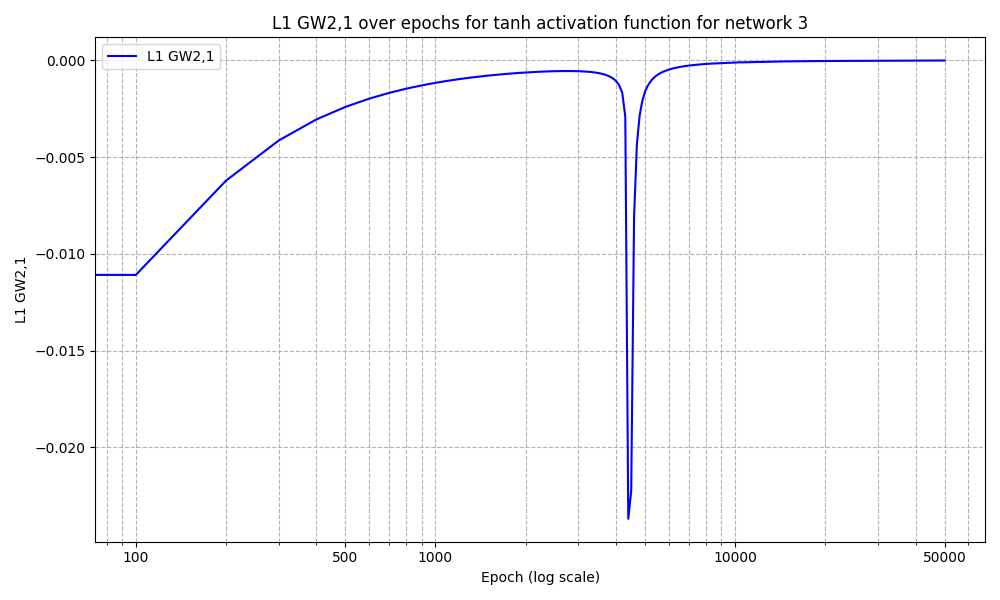 L1 GW2,1 over epochs for tanh activation function for network 3
L1 GW2,1
0.000
−0.005
−0.010
−0.015
−0.020
L1 GW2,1
100
500
1000
10000
50000
Epoch (log scale)